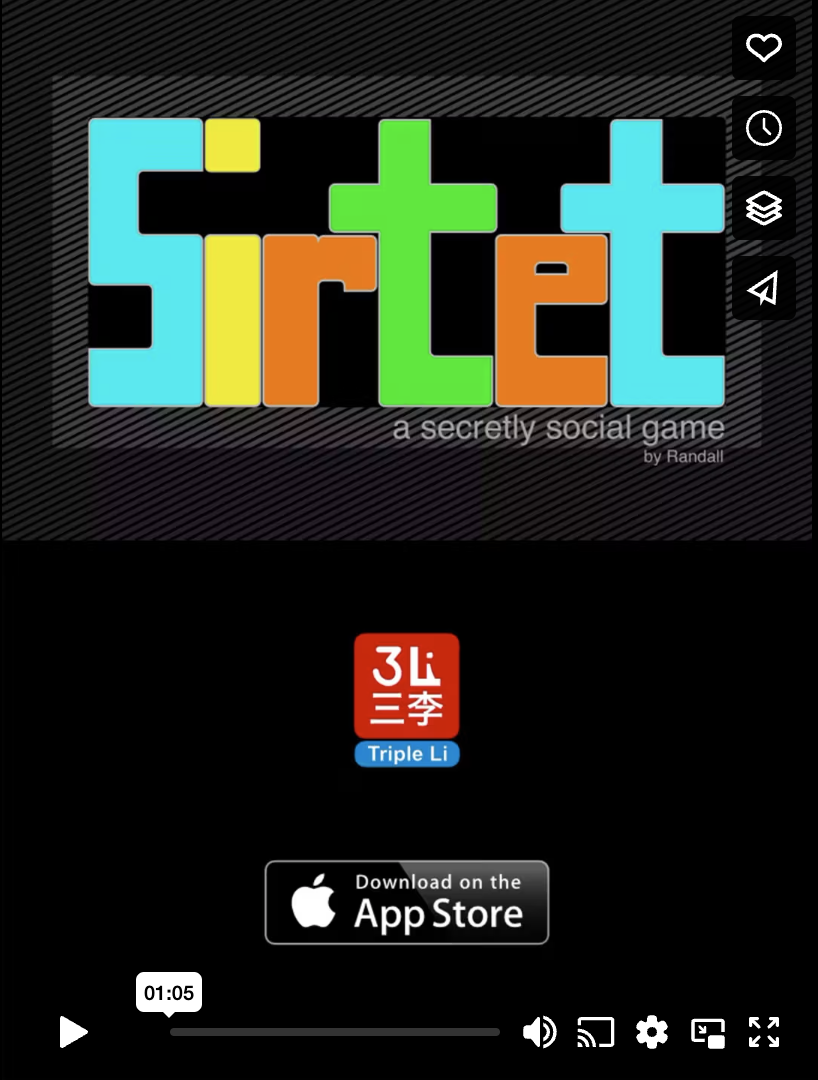 Sirtet
a secretly social game
by Randall
3Li
三李
Triple Li
Download on the
App Store
01:05